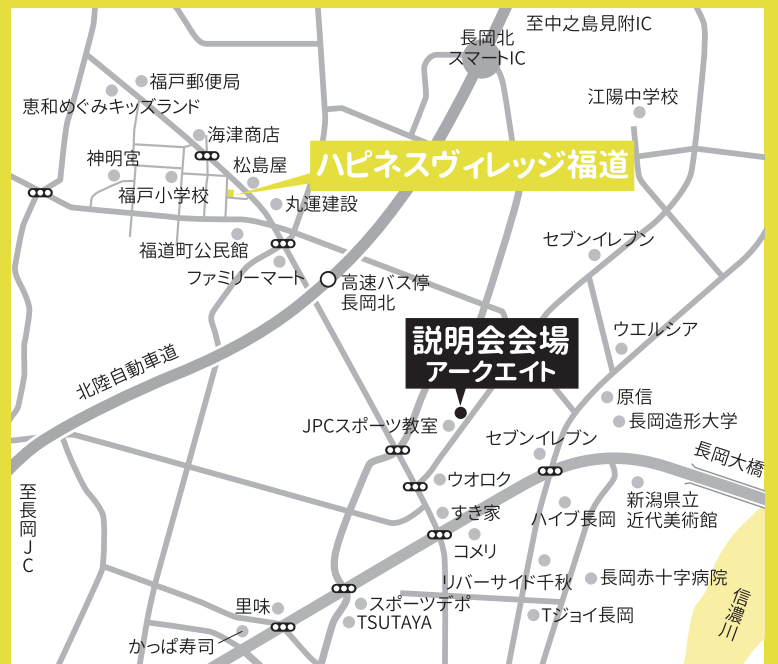 至中之島見附IC
長岡北
スマートIC
福戸郵便局
恵和めぐみキッズランド
江陽中学校
海津商店
神明宮
松島屋
ハピネスヴィレッジ福道
福戸小学校
丸運建設
福道町公民館
セブンイレブン
ファミリーマート
高速バス停
長岡北
説明会会場
アークエイト
ウエルシア
北陸自動車道
原信
長岡造形大学
JPCスポーツ教室
セブンイレブン
長岡大橋
ウオロク
至長岡JC
すき家
ハイブ長岡
新潟県立
近代美術館
コメリ
リバーサイド千秋
長岡赤十字病院
信濃川
里味
スポーツデポ
TSUTAYA
Tジョイ長岡
かっぱ寿司